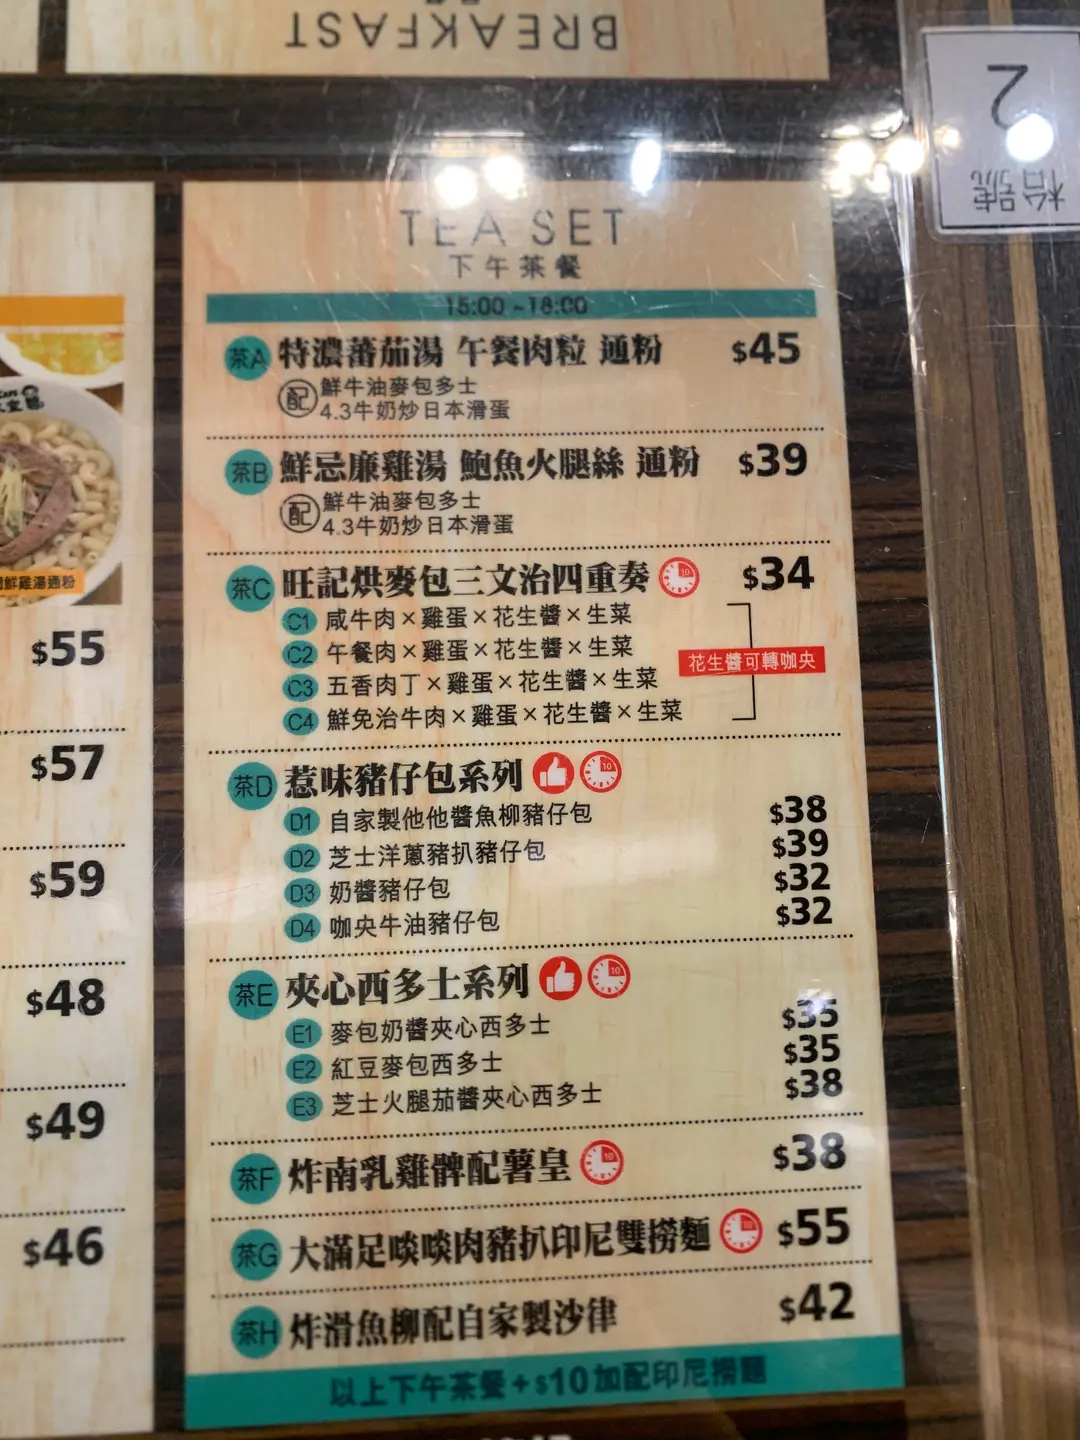 BREAKFAST
2
枱號
TEA SET
下午茶餐
15:00 ~18:00
茶A 特濃蕃茄湯 午餐肉粒 通粉 $45
配 鮮牛油麥包多士
4.3牛奶炒日本滑蛋
茶B 鮮忌廉雞湯 鮑魚火腿絲 通粉 $39
配 鮮牛油麥包多士
4.3牛奶炒日本滑蛋
茶C 旺記烘麥包三文治四重奏 10 $34
C1 咸牛肉×雞蛋×花生醬×生菜
C2 午餐肉×雞蛋×花生醬×生菜
花生醬可轉咖央
C3 五香肉丁×雞蛋×花生醬×生菜
C4 鮮免治牛肉×雞蛋×花生醬×生菜
茶D 惹味豬仔包系列 10
D1 自家製他他醬魚柳豬仔包 $38
D2 芝士洋蔥豬扒豬仔包 $39
D3 奶醬豬仔包 $32
D4 咖央牛油豬仔包 $32
茶E 夾心西多士系列 10
E1 麥包奶醬夾心西多士 $35
E2 紅豆麥包西多士 $35
E3 芝士火腿茄醬夾心西多士 $38
茶F 炸南乳雞髀配薯皇 10 $38
茶G 大滿足啖啖肉豬扒印尼雙撈麵 10 $55
茶H 炸滑魚柳配自家製沙律 $42
以上下午茶餐+$10加配印尼撈麵
鮮雞湯通粉
$55
$57
$59
$48
$49
$46